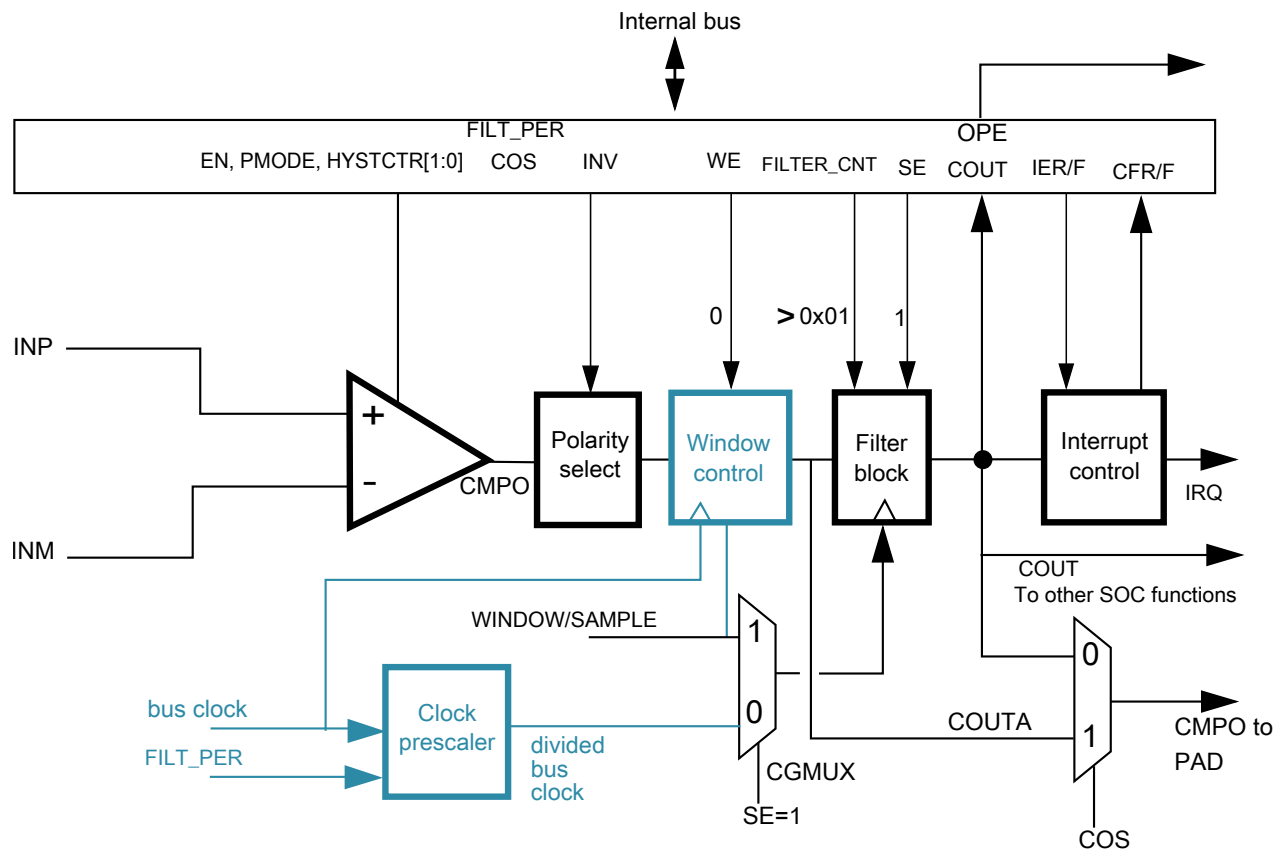 Internal bus
FILT_PER
OPE
EN, PMODE, HYSTCTR[1:0]
COS
INV
WE
FILTER_CNT
SE
COUT
IER/F
CFR/F
0
> 0x01
1
INP
+
-
INM
CMPO
Polarity
select
Window
control
Filter
block
Interrupt
control
IRQ
COUT
To other SOC functions
WINDOW/SAMPLE
1
0
CGMUX
SE=1
bus clock
FILT_PER
Clock
prescaler
divided
bus
clock
COUTA
0
1
CMPO to
PAD
COS